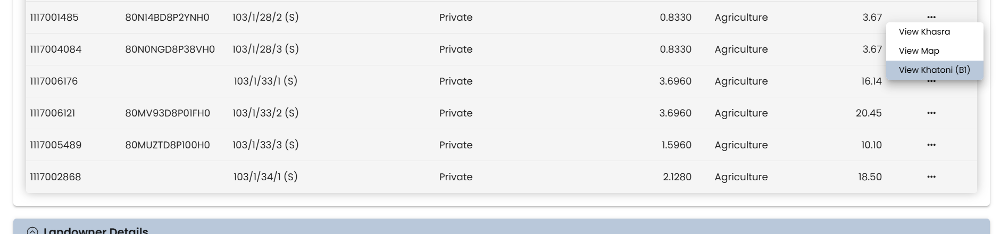 1117001485 80N14BD8P2YNH0 103/1/28/2 (S) Private 0.8330 Agriculture 3.67 •••
View Khasra
1117004084 80N0NGD8P38VH0 103/1/28/3 (S) Private 0.8330 Agriculture 3.67
View Map
View Khatoni (B1)
1117006176 103/1/33/1 (S) Private 3.6960 Agriculture 16.14 •••
1117006121 80MV93D8P01FH0 103/1/33/2 (S) Private 3.6960 Agriculture 20.45 •••
1117005489 80MUZTD8P100H0 103/1/33/3 (S) Private 1.5960 Agriculture 10.10 •••
1117002868 103/1/34/1 (S) Private 2.1280 Agriculture 18.50 •••
Landowner Details